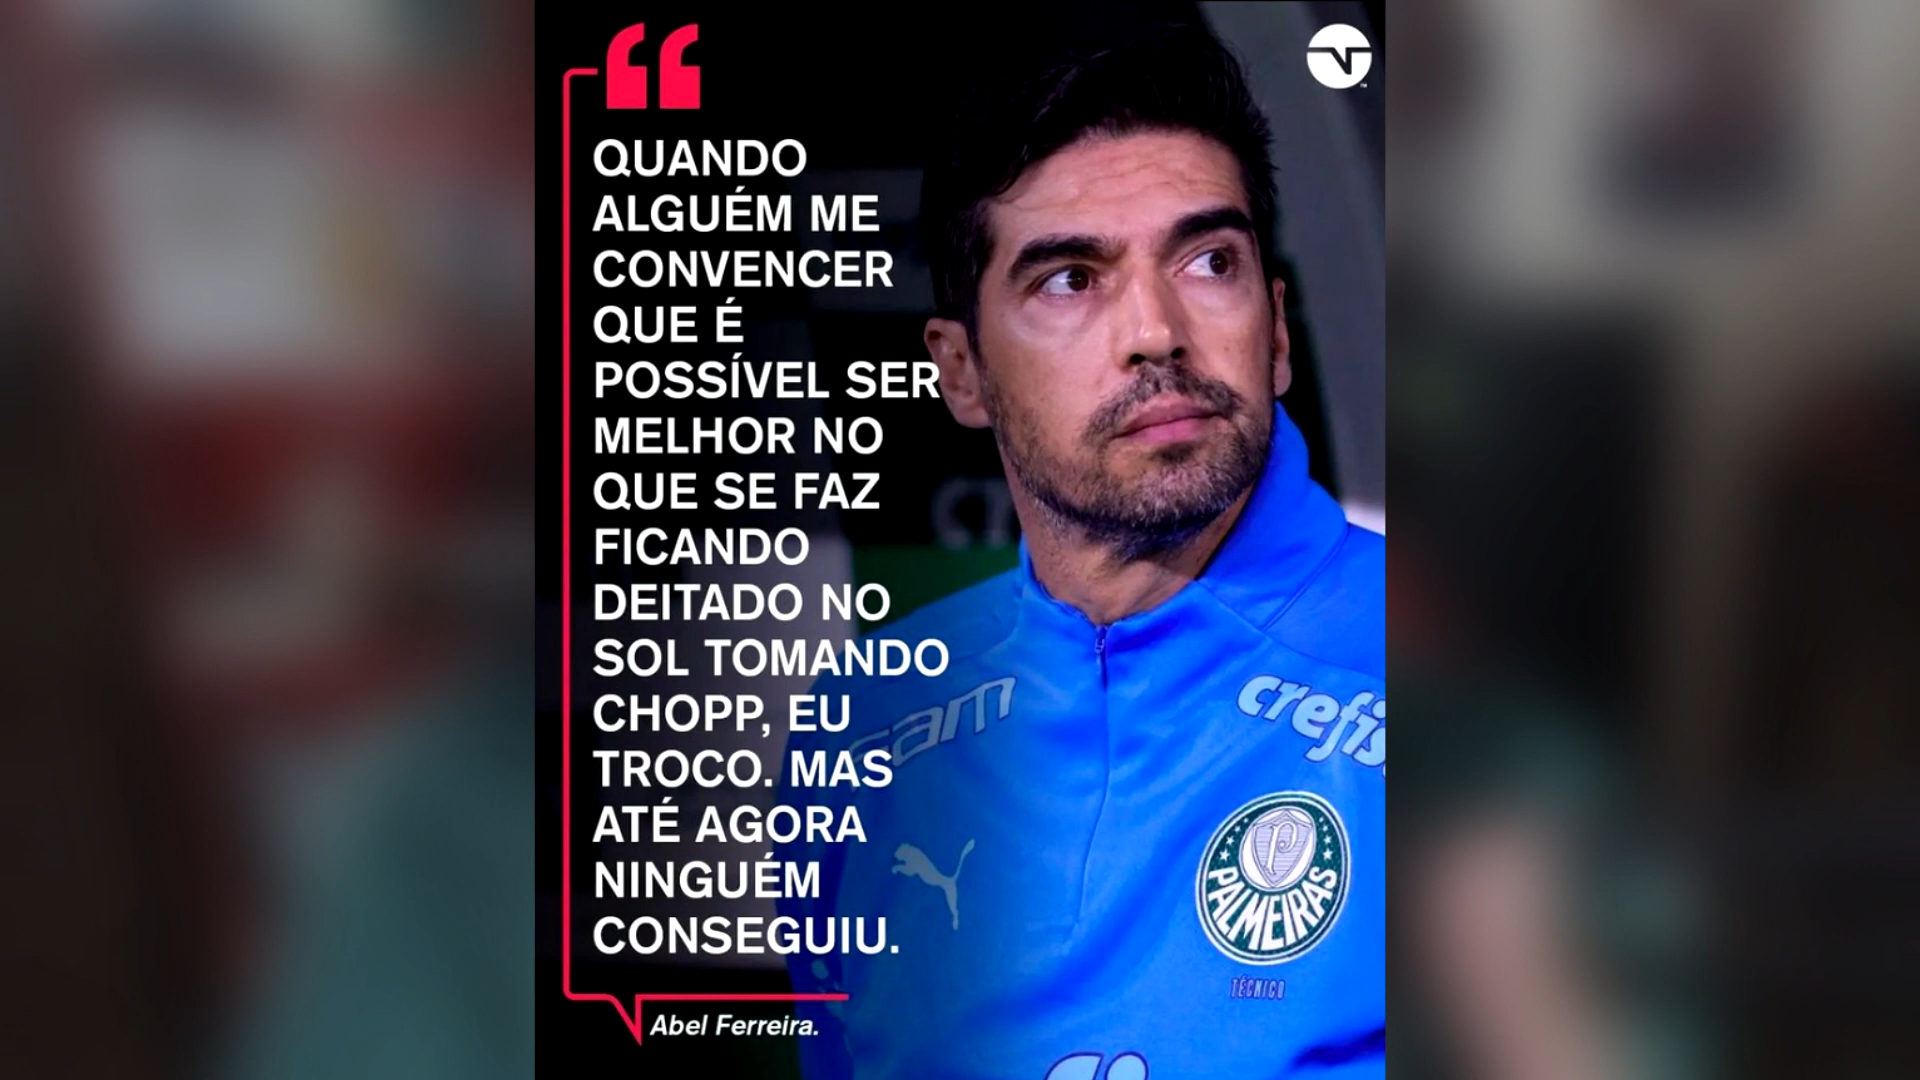 QUANDO
ALGUÉM ME
CONVENCER
QUE É
POSSÍVEL SER
MELHOR NO
QUE SE FAZ
FICANDO
DEITADO NO
SOL TOMANDO
CHOPP, EU
TROCO. MAS
ATÉ AGORA
NINGUÉM
CONSEGUIU.
Abel Ferreira.
PALMEIRAS
TÉCNICO